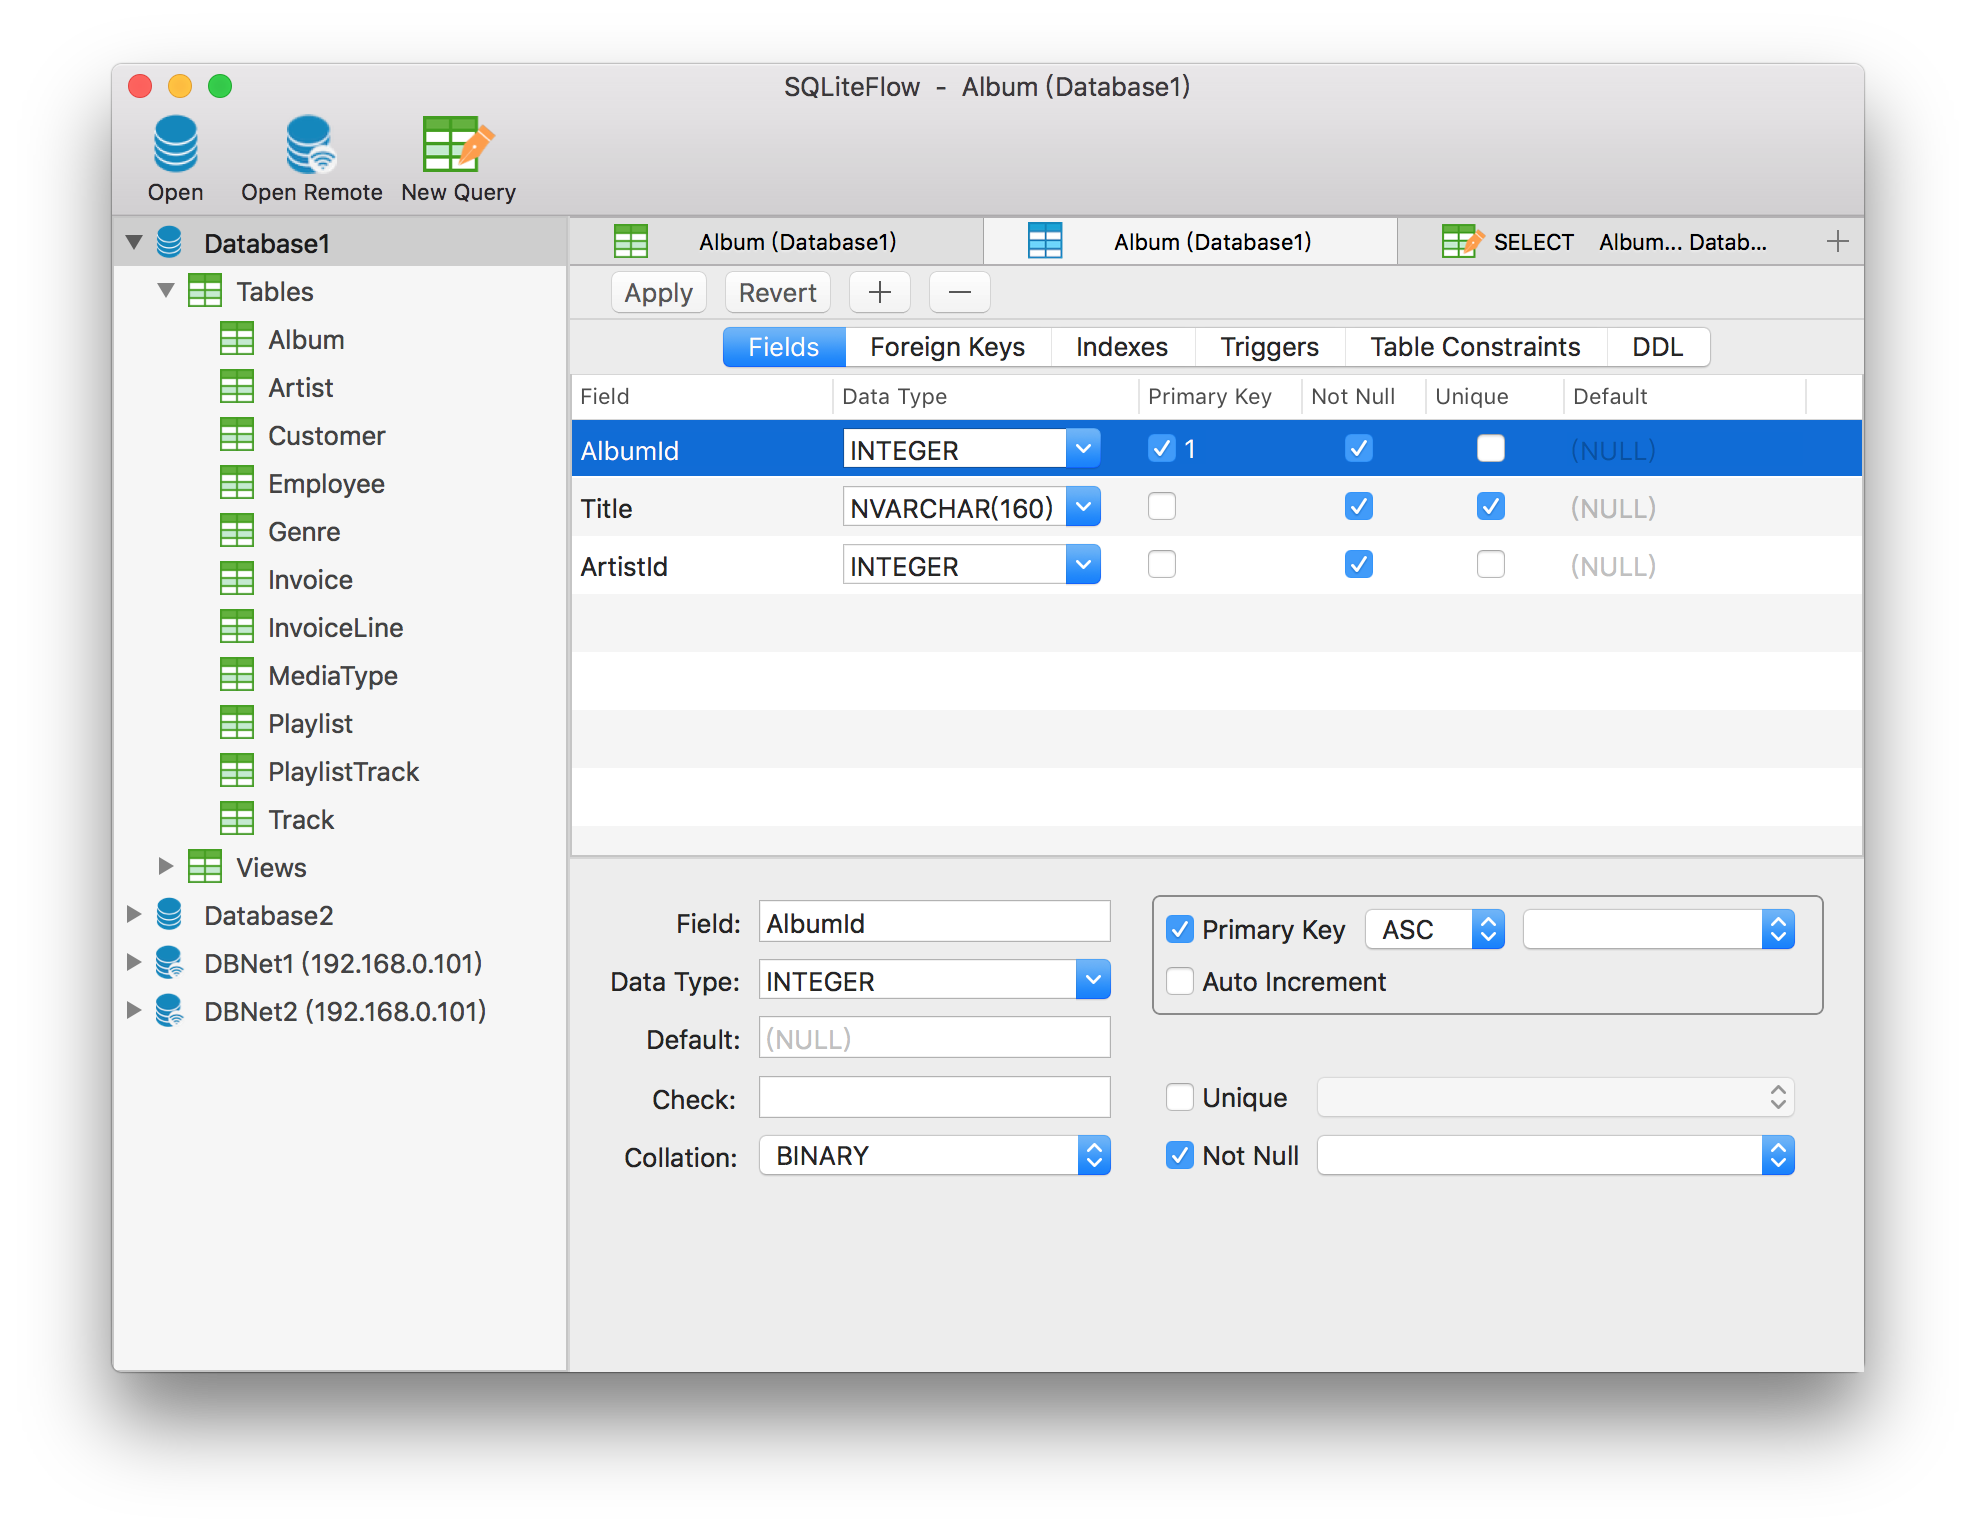 SQLiteFlow - Album (Database1)
Open Open Remote New Query
Database1
Tables
Album
Artist
Customer
Employee
Genre
Invoice
InvoiceLine
MediaType
Playlist
PlaylistTrack
Track
Views
Database2
DBNet1 (192.168.0.101)
DBNet2 (192.168.0.101)
Album (Database1) Album (Database1) SELECT Album... Datab... +
Apply Revert + —
Fields Foreign Keys Indexes Triggers Table Constraints DDL
Field Data Type Primary Key Not Null Unique Default
AlbumId INTEGER 1 (NULL)
Title NVARCHAR(160) (NULL)
ArtistId INTEGER (NULL)
Field: AlbumId
Data Type: INTEGER
Default: (NULL)
Check:
Collation: BINARY
Primary Key ASC
Auto Increment
Unique
Not Null